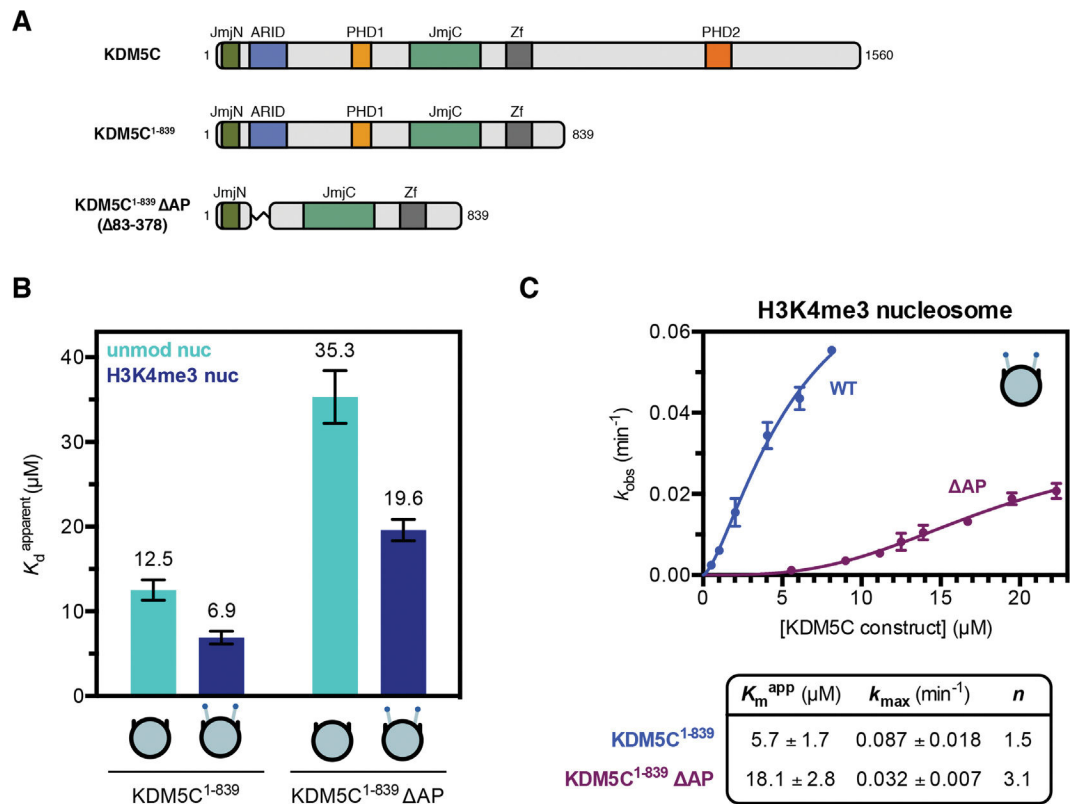 A
JmjN ARID PHD1 JmjC Zf PHD2
KDM5C 1 1560
JmjN ARID PHD1 JmjC Zf
KDM5C1-839 1 839
JmjN JmjC Zf
KDM5C1-839 ΔAP 1 839
(Δ83-378)
B
unmod nuc
H3K4me3 nuc
Kd apparent (μM)
40
30
20
10
0
12.5
6.9
35.3
19.6
KDM5C1-839 KDM5C1-839 ΔAP
C
H3K4me3 nucleosome
kobs (min-1)
0.06
0.04
0.02
0.00
WT
ΔAP
0 5 10 15 20
[KDM5C construct] (μM)
Kmapp (μM) kmax (min-1) n
KDM5C1-839 5.7 ± 1.7 0.087 ± 0.018 1.5
KDM5C1-839 ΔAP 18.1 ± 2.8 0.032 ± 0.007 3.1